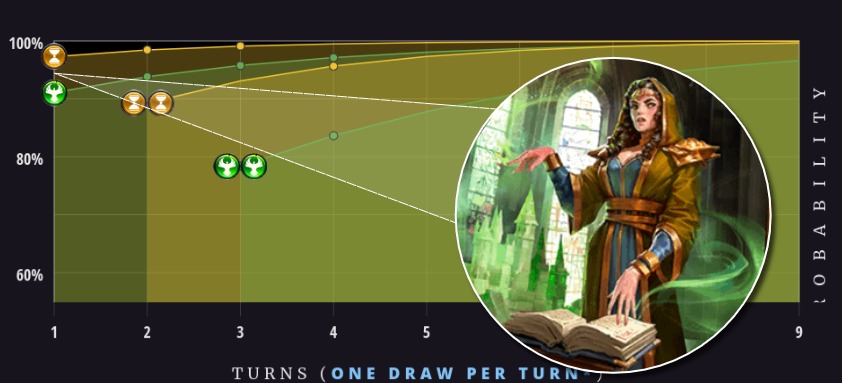 100%
80%
60%
1 2 3 4 5 9
TURNS (ONE DRAW PER TURN
ROBABILITY